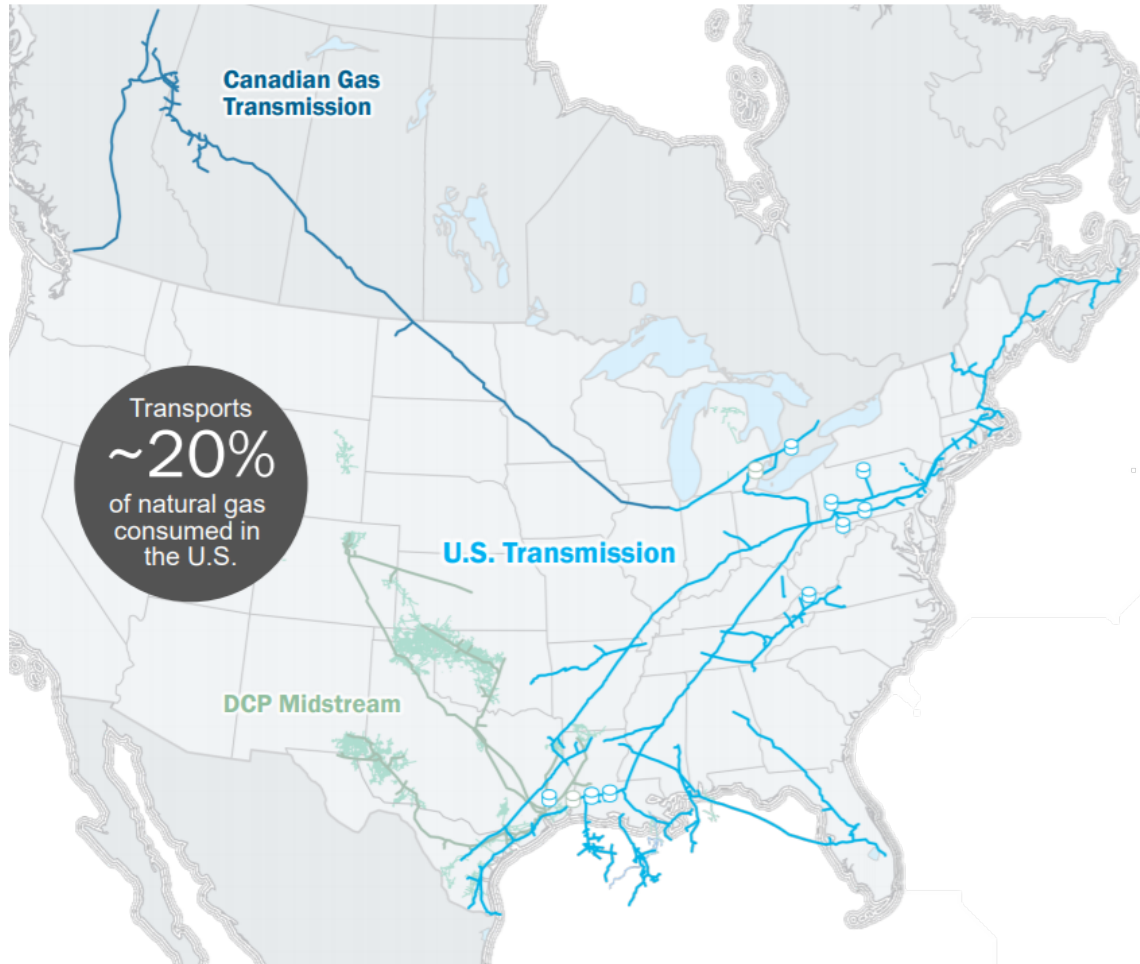 Canadian Gas
Transmission
Transports
~20%
of natural gas
consumed in
the U.S.
U.S. Transmission
DCP Midstream